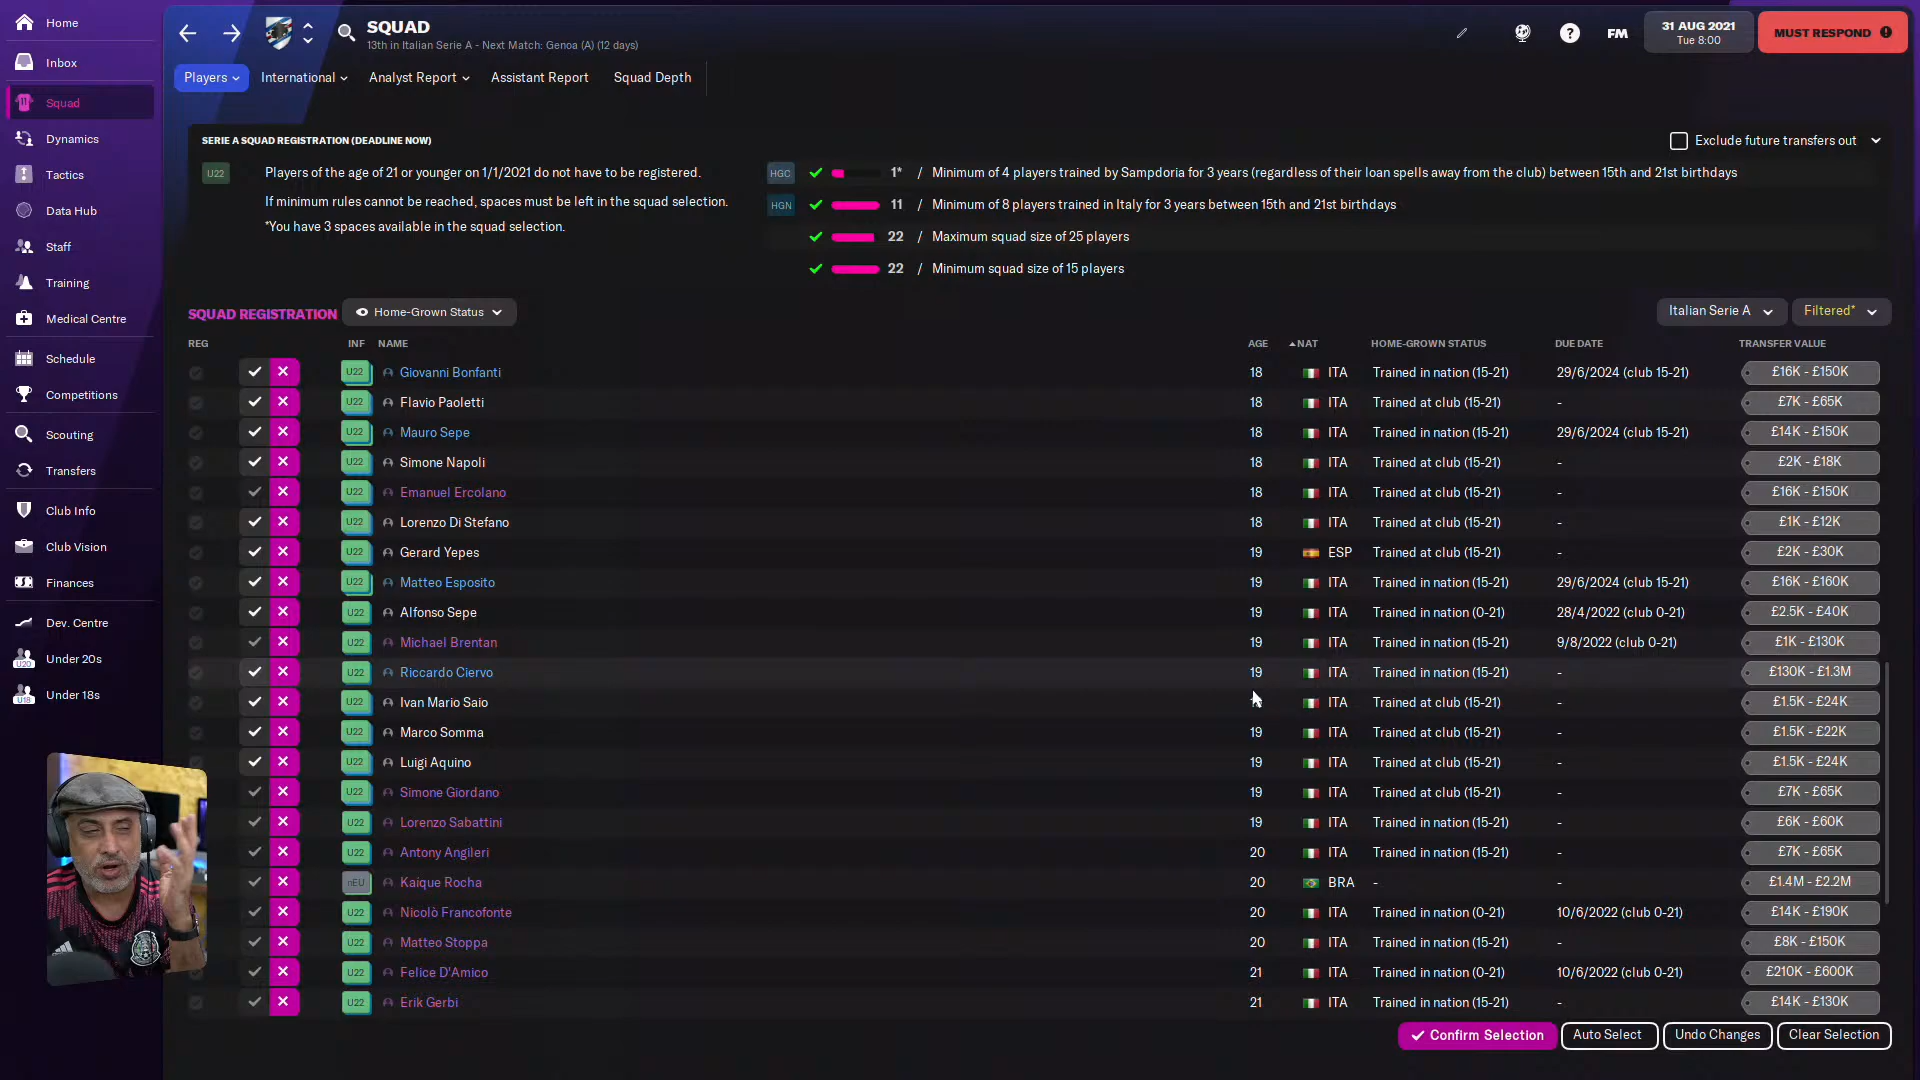 Home
Inbox
Squad
Dynamics
Tactics
Data Hub
Staff
Training
Medical Centre
Schedule
Competitions
Scouting
Transfers
Club Info
Club Vision
Finances
Dev. Centre
Under 20s
Under 18s
SQUAD
13th in Italian Serie A - Next Match: Genoa (A) (12 days)
FM
31 AUG 2021
Tue 8:00
MUST RESPOND
Players
International
Analyst Report
Assistant Report
Squad Depth
SERIE A SQUAD REGISTRATION (DEADLINE NOW)
Exclude future transfers out
U22 Players of the age of 21 or younger on 1/1/2021 do not have to be registered.
If minimum rules cannot be reached, spaces must be left in the squad selection.
*You have 3 spaces available in the squad selection.
HGC 1* / Minimum of 4 players trained by Sampdoria for 3 years (regardless of their loan spells away from the club) between 15th and 21st birthdays
HGN 11 / Minimum of 8 players trained in Italy for 3 years between 15th and 21st birthdays
22 / Maximum squad size of 25 players
22 / Minimum squad size of 15 players
SQUAD REGISTRATION Home-Grown Status Italian Serie A Filtered*
REG INF NAME AGE NAT HOME-GROWN STATUS DUE DATE TRANSFER VALUE
U22 Giovanni Bonfanti 18 ITA Trained in nation (15-21) 29/6/2024 (club 15-21) £16K - £150K
U22 Flavio Paoletti 18 ITA Trained at club (15-21) - £7K - £65K
U22 Mauro Sepe 18 ITA Trained in nation (15-21) 29/6/2024 (club 15-21) £14K - £150K
U22 Simone Napoli 18 ITA Trained at club (15-21) - £2K - £18K
U22 Emanuel Ercolano 18 ITA Trained at club (15-21) - £16K - £150K
U22 Lorenzo Di Stefano 18 ITA Trained at club (15-21) - £1K - £12K
U22 Gerard Yepes 19 ESP Trained at club (15-21) - £2K - £30K
U22 Matteo Esposito 19 ITA Trained in nation (15-21) 29/6/2024 (club 15-21) £16K - £160K
U22 Alfonso Sepe 19 ITA Trained in nation (0-21) 28/4/2022 (club 0-21) £2.5K - £40K
U22 Michael Brentan 19 ITA Trained in nation (15-21) 9/8/2022 (club 0-21) £1K - £130K
U22 Riccardo Ciervo 19 ITA Trained in nation (15-21) - £130K - £1.3M
U22 Ivan Mario Saio ITA Trained at club (15-21) - £1.5K - £24K
U22 Marco Somma 19 ITA Trained at club (15-21) - £1.5K - £22K
U22 Luigi Aquino 19 ITA Trained at club (15-21) - £1.5K - £24K
U22 Simone Giordano 19 ITA Trained at club (15-21) - £7K - £65K
U22 Lorenzo Sabattini 19 ITA Trained in nation (15-21) - £6K - £60K
U22 Antony Angileri 20 ITA Trained in nation (15-21) - £7K - £65K
nEU Kaique Rocha 20 BRA - - £1.4M - £2.2M
U22 Nicolò Francofonte 20 ITA Trained in nation (0-21) 10/6/2022 (club 0-21) £14K - £190K
U22 Matteo Stoppa 20 ITA Trained in nation (15-21) - £8K - £150K
U22 Felice D'Amico 21 ITA Trained in nation (0-21) 10/6/2022 (club 0-21) £210K - £600K
U22 Erik Gerbi 21 ITA Trained in nation (15-21) - £14K - £130K
Confirm Selection Auto Select Undo Changes Clear Selection